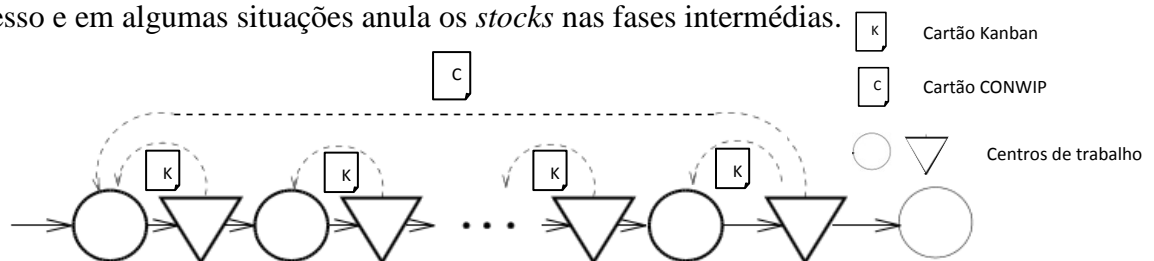 esso e em algumas situações anula os stocks nas fases intermédias.
K Cartão Kanban
C Cartão CONWIP
Centros de trabalho
C
K
K
K
K